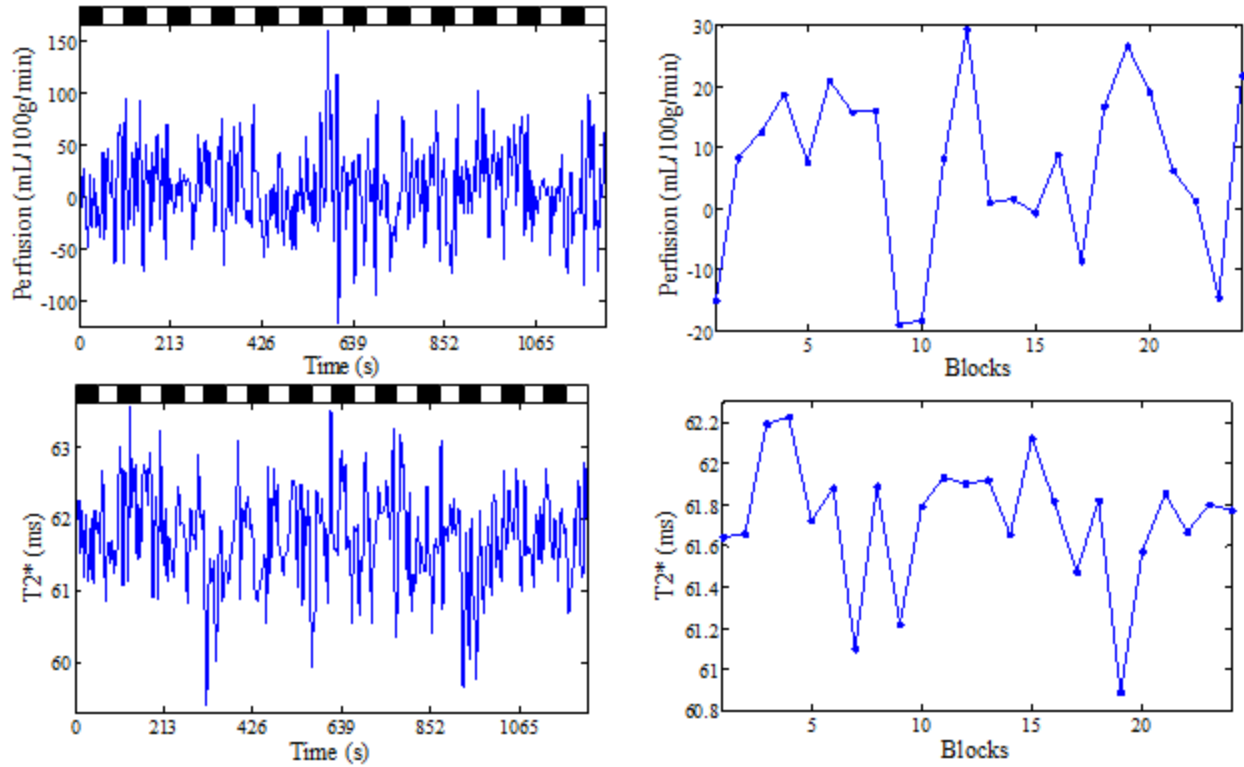 150
100
50
0
-50
-100
Perfusion (mL/100g/min)
0 213 426 639 852 1065
Time (s)
30
20
10
0
-10
-20
Perfusion (mL/100g/min)
5 10 15 20
Blocks
63
62
61
60
T2* (ms)
0 213 426 639 852 1065
Time (s)
62.2
62
61.8
61.6
61.4
61.2
61
60.8
T2* (ms)
5 10 15 20
Blocks